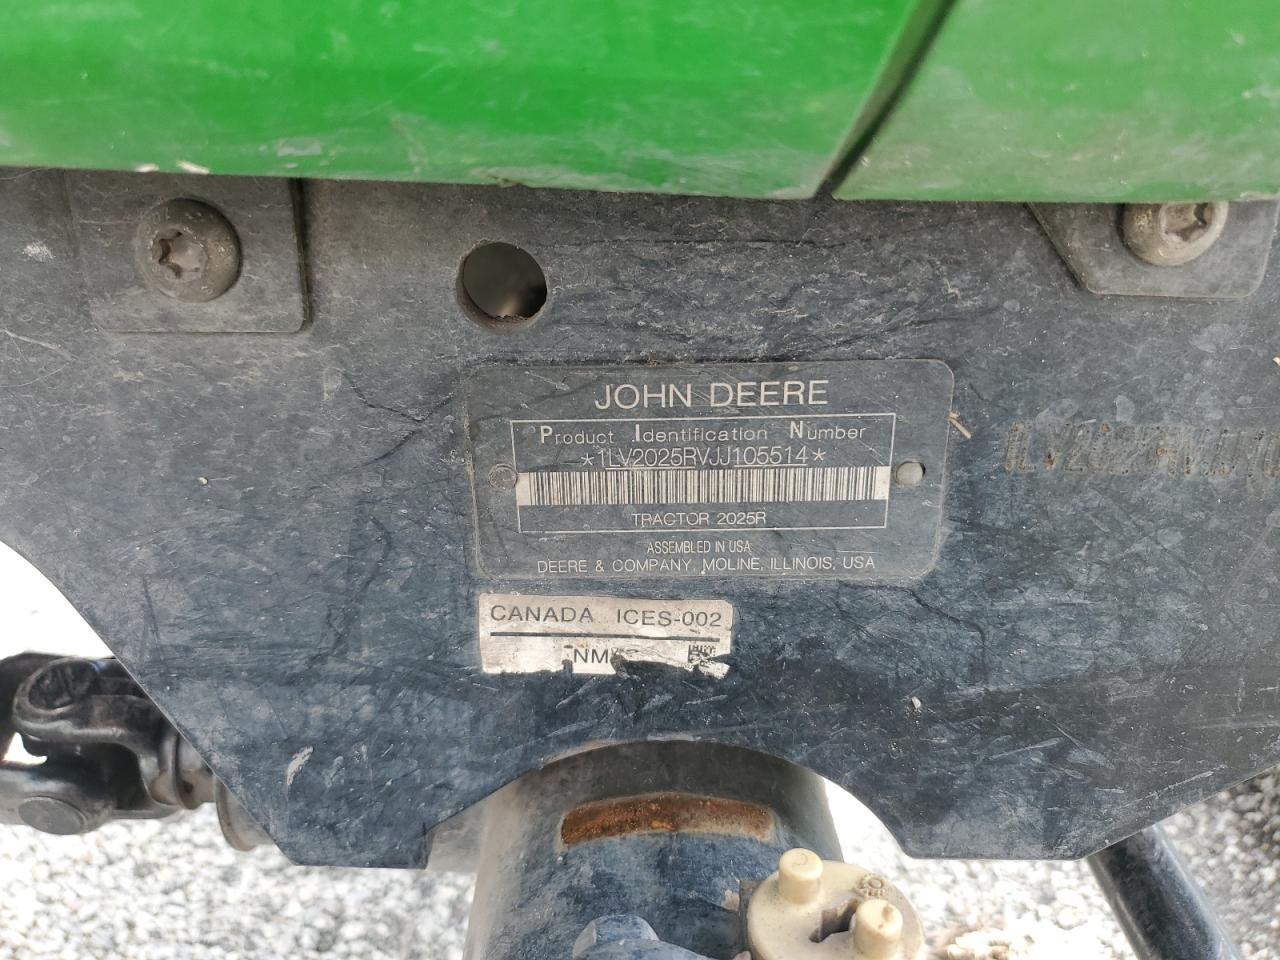 JOHN DEERE
Product Identification Number
*1LV2025RVJJ105514*
TRACTOR 2025R
ASSEMBLED IN USA
DEERE & COMPANY, MOLINE, ILLINOIS, USA
CANADA ICES-002